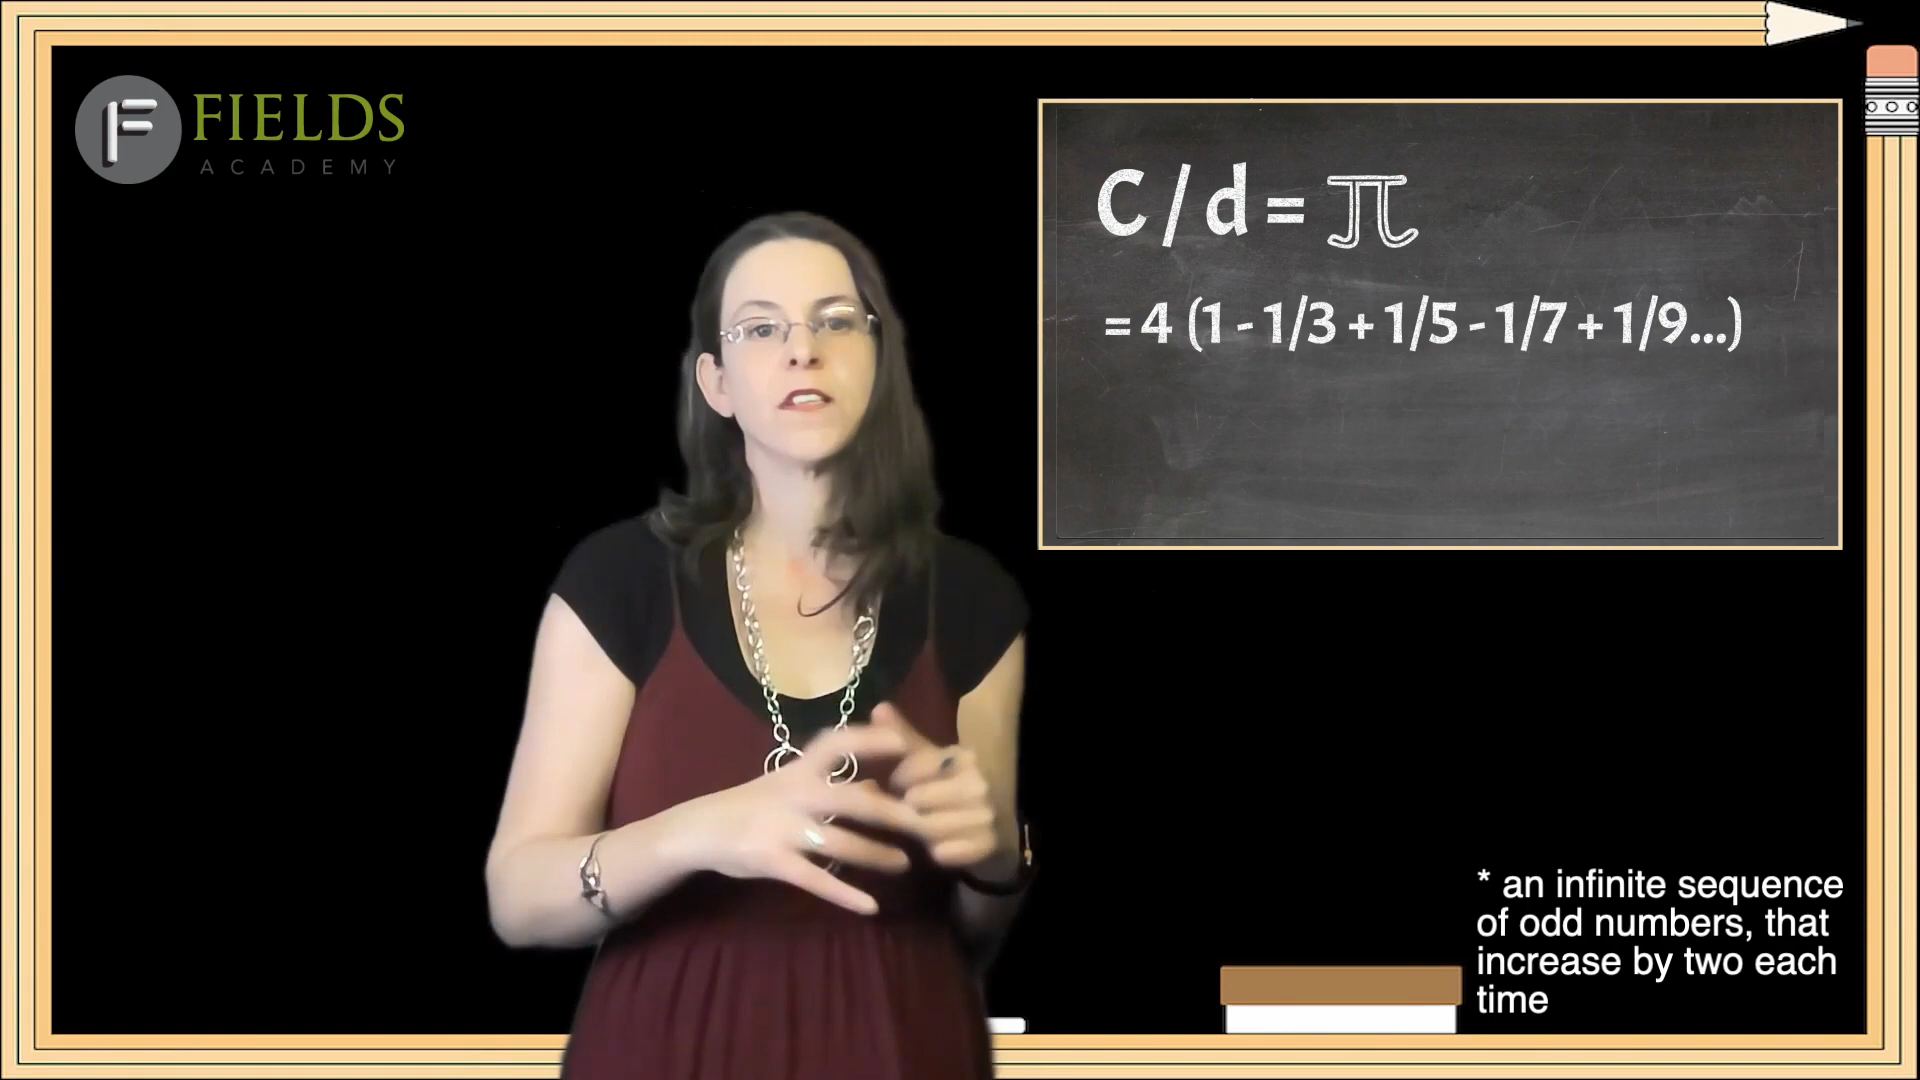 F FIELDS
ACADEMY
C / d = π
= 4 (1 - 1/3 + 1/5 - 1/7 + 1/9...)
* an infinite sequence
of odd numbers, that
increase by two each
time